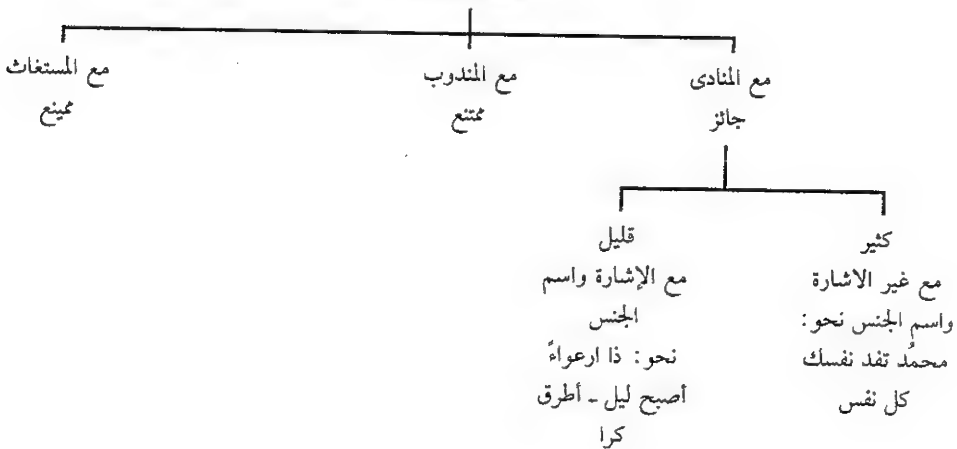 مع المنادى
جائز
مع المندوب
ممتنع
مع المستغاث
ممينع
كثير
مع غير الاشارة
واسم الجنس نحو:
محمدُ تفد نفسك
كل نفس
قليل
مع الإشارة واسم
الجنس
نحو: ذا ارعواءً
أصبح ليل - أطرق
كرا